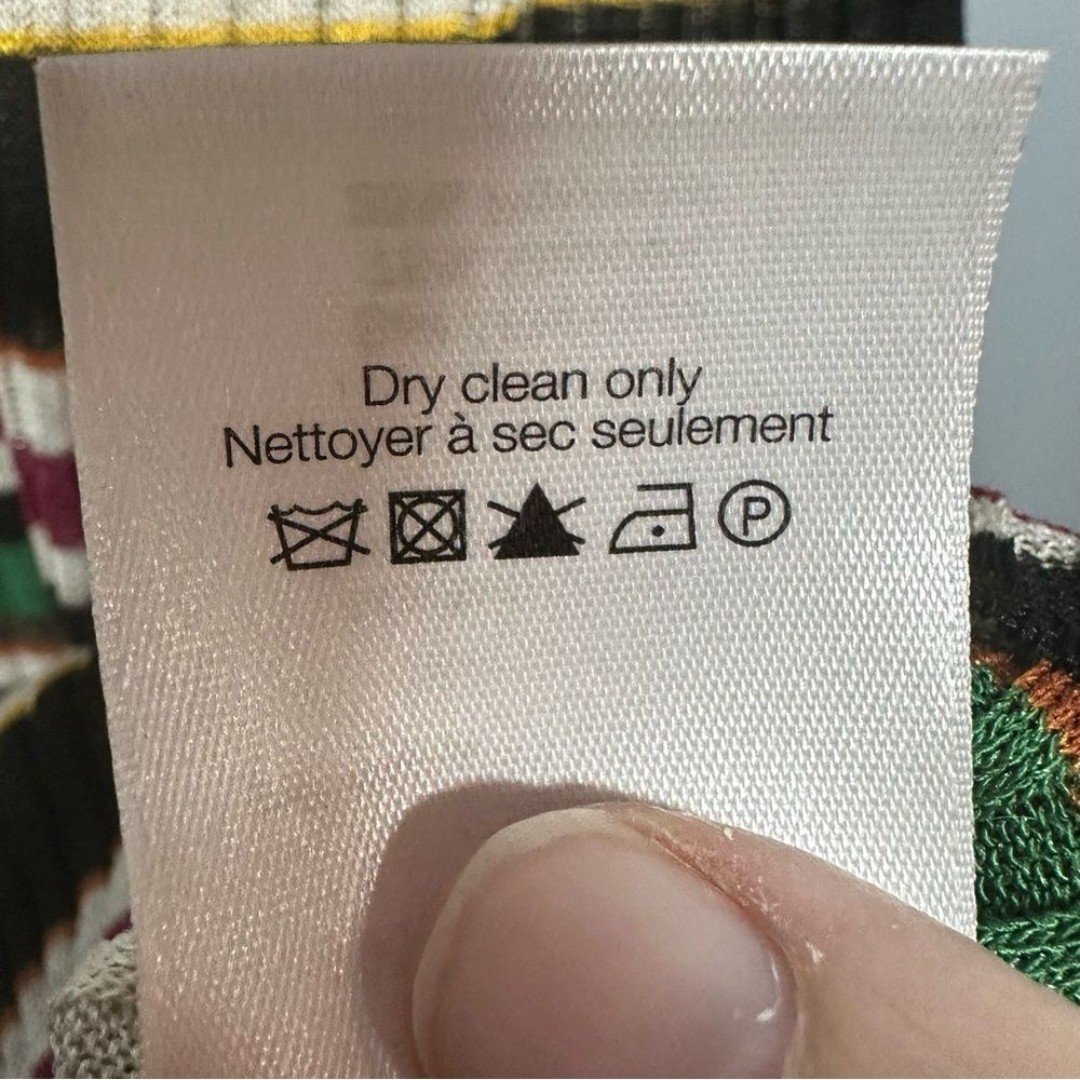 Dry clean only
Nettoyer à sec seulement
P